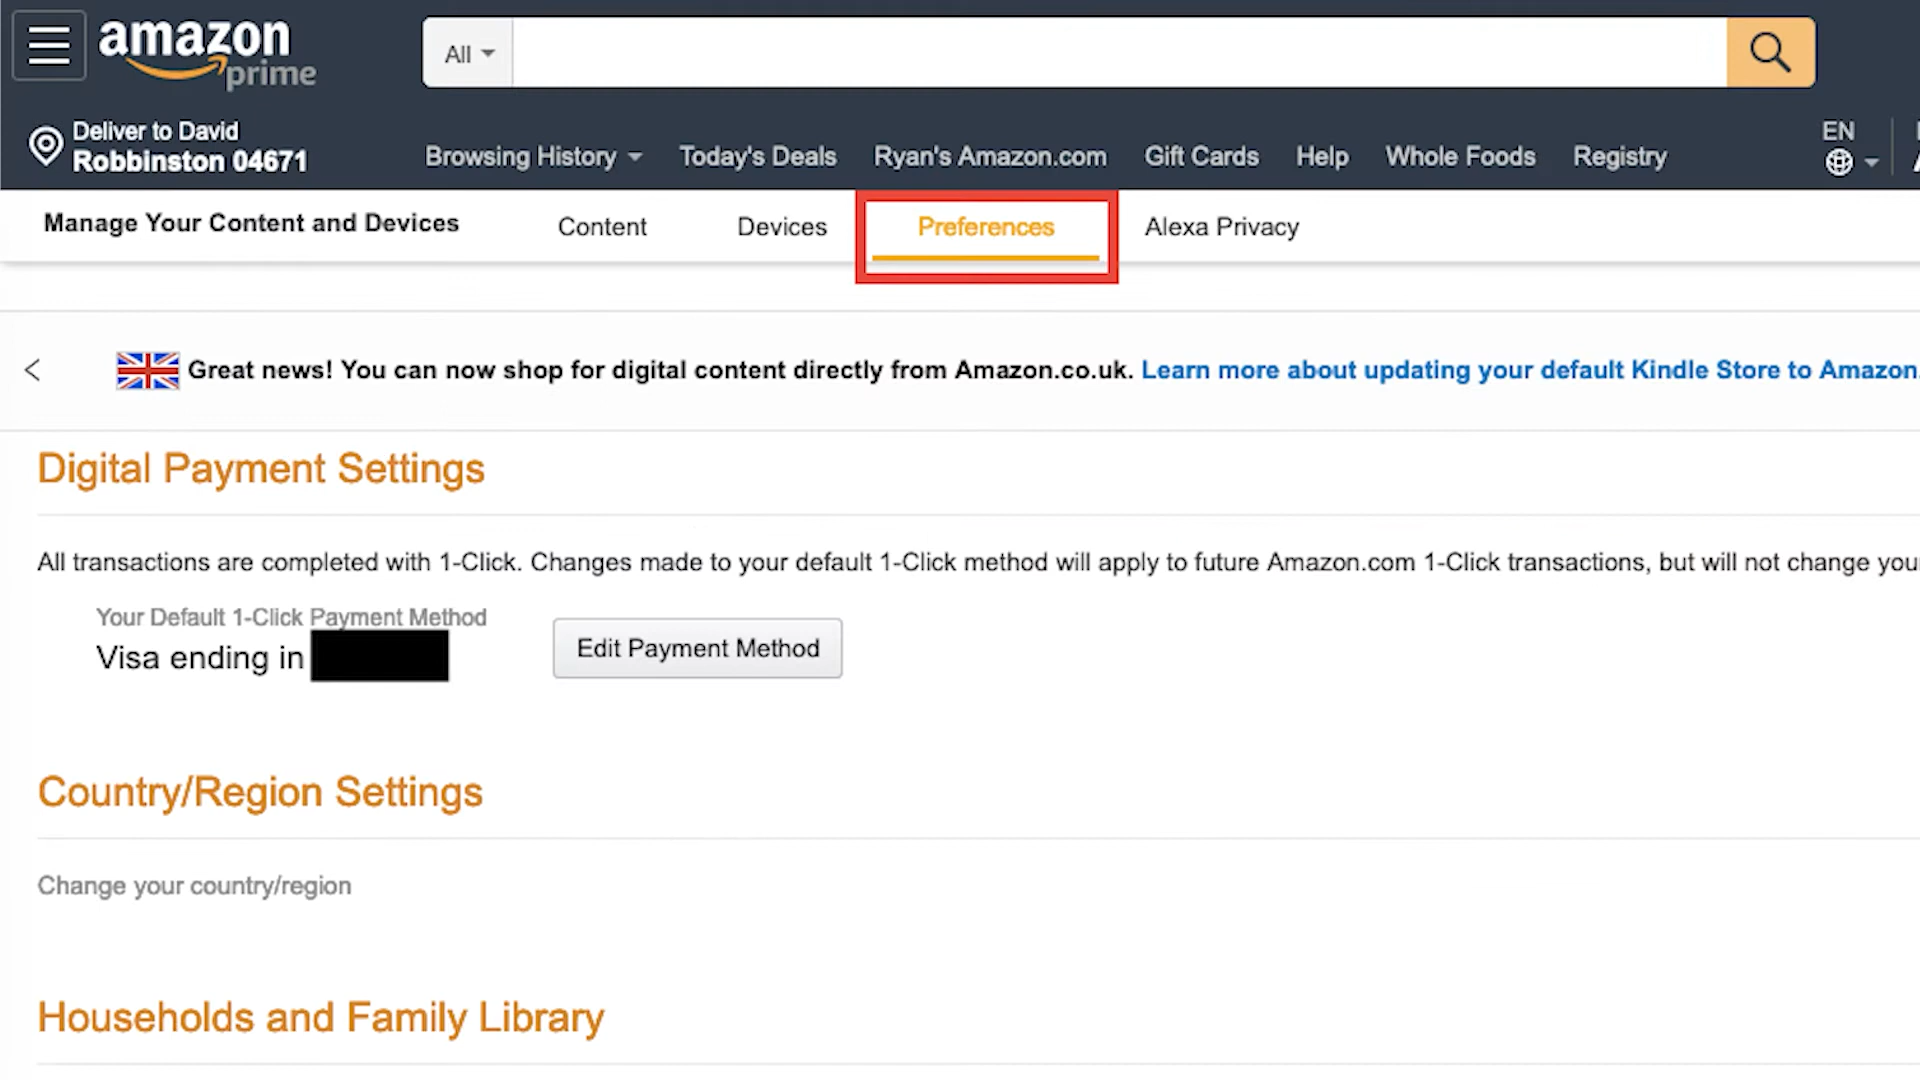 amazon prime
All
Deliver to David
Robbinston 04671
Browsing History Today's Deals Ryan's Amazon.com Gift Cards Help Whole Foods Registry
EN
Manage Your Content and Devices Content Devices Preferences Alexa Privacy
Great news! You can now shop for digital content directly from Amazon.co.uk. Learn more about updating your default Kindle Store to Amazon.
Digital Payment Settings
All transactions are completed with 1-Click. Changes made to your default 1-Click method will apply to future Amazon.com 1-Click transactions, but will not change
Your Default 1-Click Payment Method
Visa ending in
Edit Payment Method
Country/Region Settings
Change your country/region
Households and Family Library